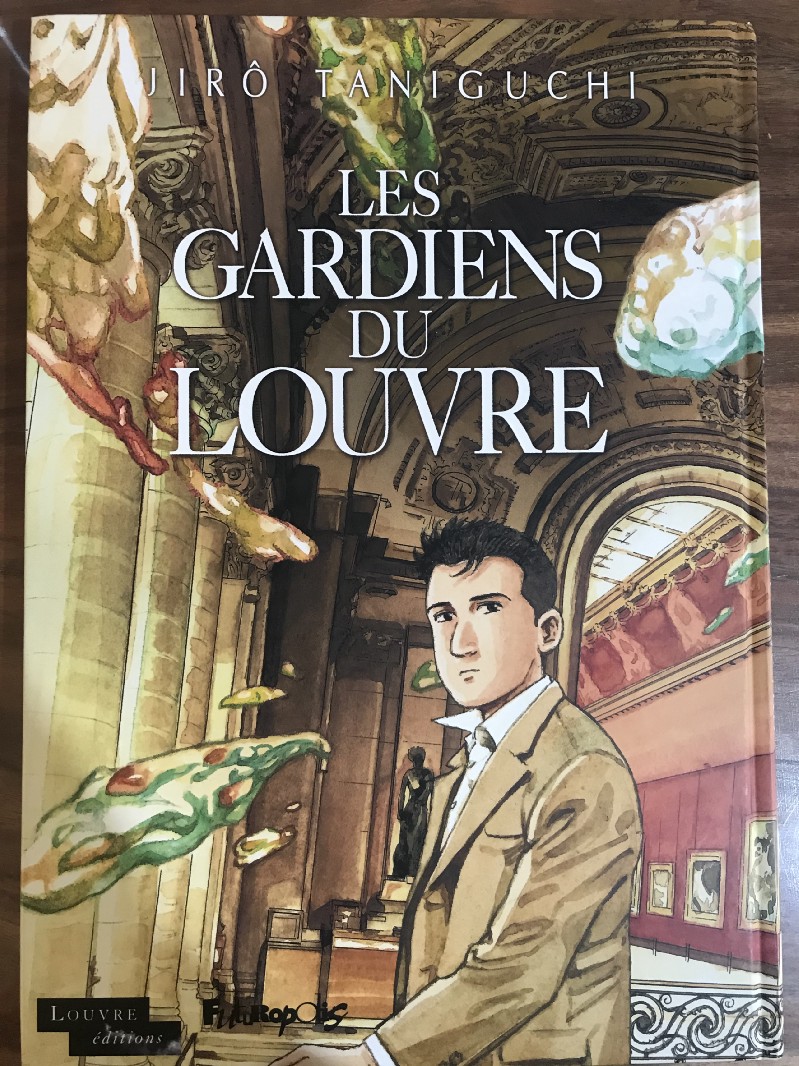 JIRÔ TANIGUCHI
LES
GARDIENS
DU
LOUVRE
LOUVRE
éditions
FUTUROPOLIS